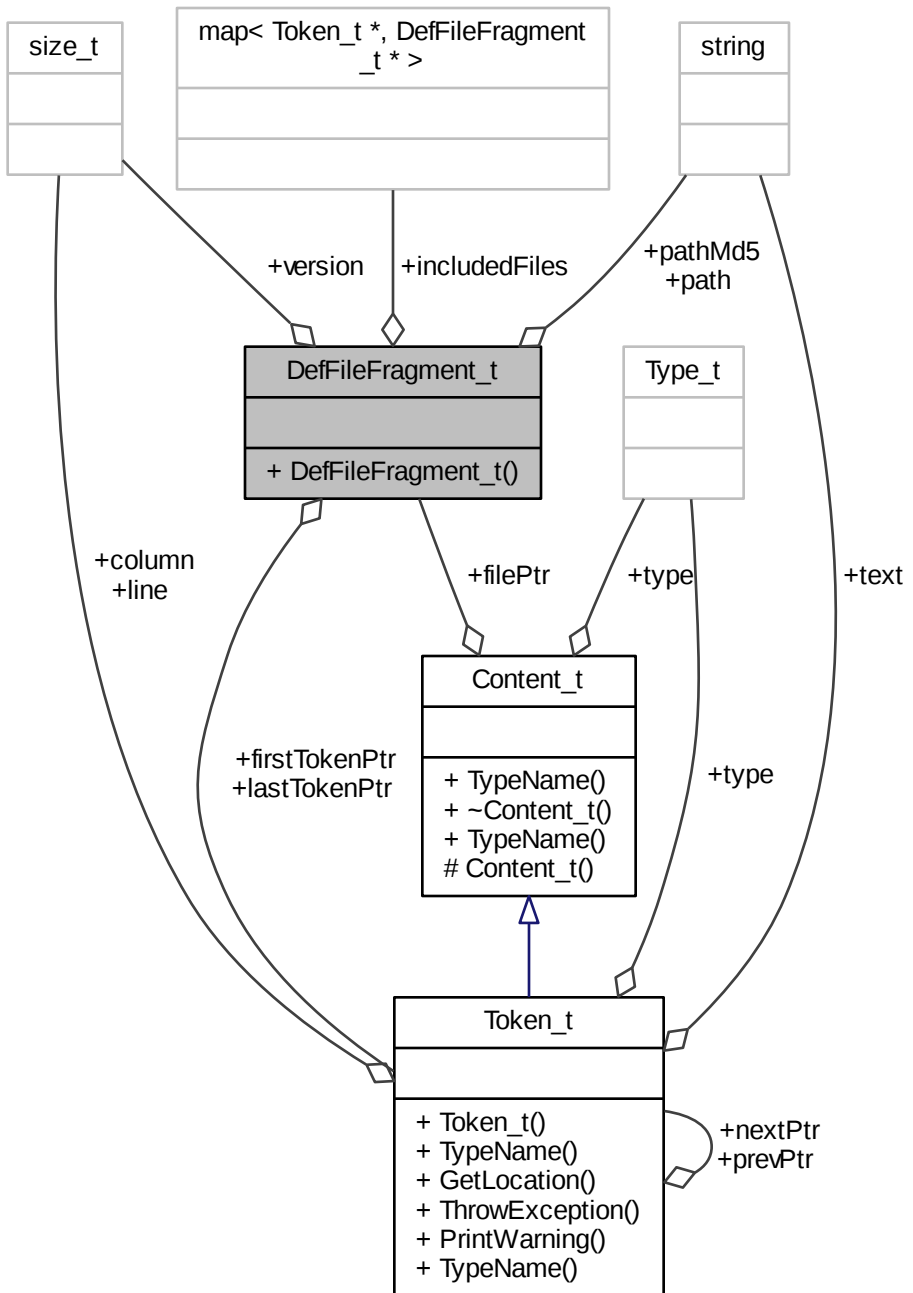 size_t
map< Token_t *, DefFileFragment
_t * >
string
+version
+includedFiles
+pathMd5
+path
DefFileFragment_t
+ DefFileFragment_t()
Type_t
+column
+line
+filePtr
+type
+text
Content_t
+ TypeName()
+ ~Content_t()
+ TypeName()
# Content_t()
+firstTokenPtr
+lastTokenPtr
+type
Token_t
+ Token_t()
+ TypeName()
+ GetLocation()
+ ThrowException()
+ PrintWarning()
+ TypeName()
+nextPtr
+prevPtr